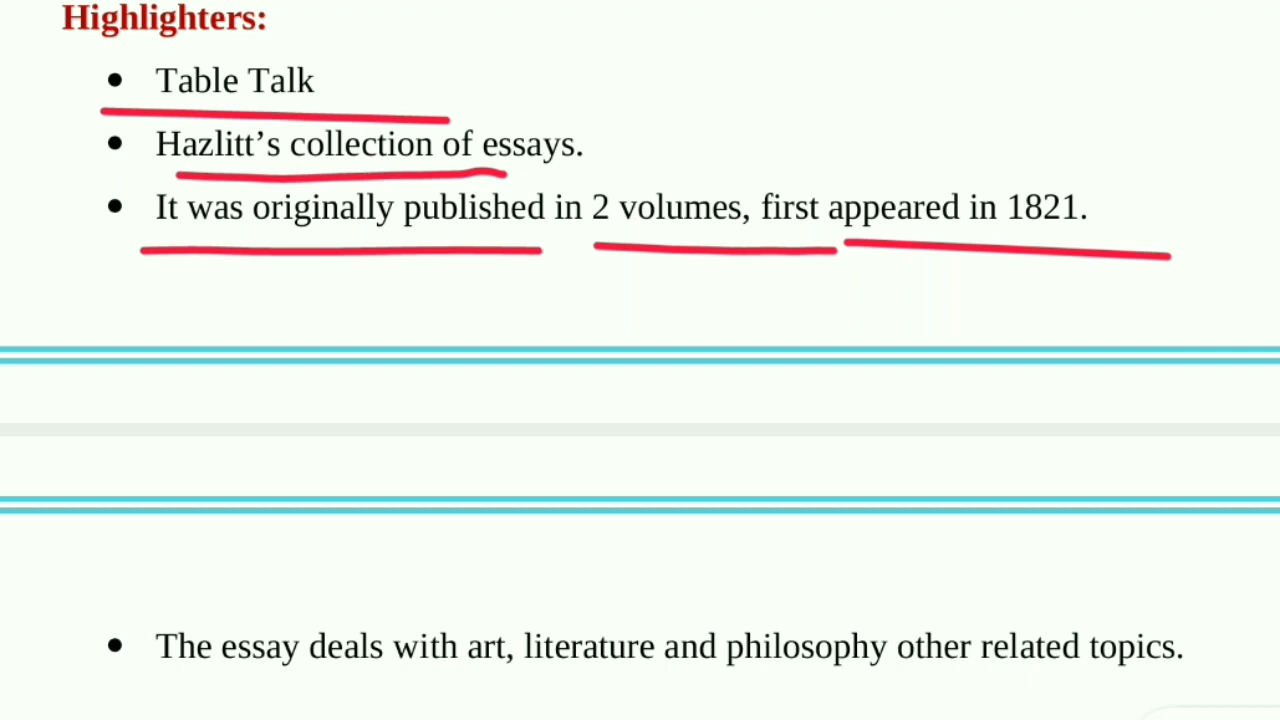 Highlighters:
Table Talk
Hazlitt’s collection of essays.
It was originally published in 2 volumes, first appeared in 1821.
The essay deals with art, literature and philosophy other related topics.